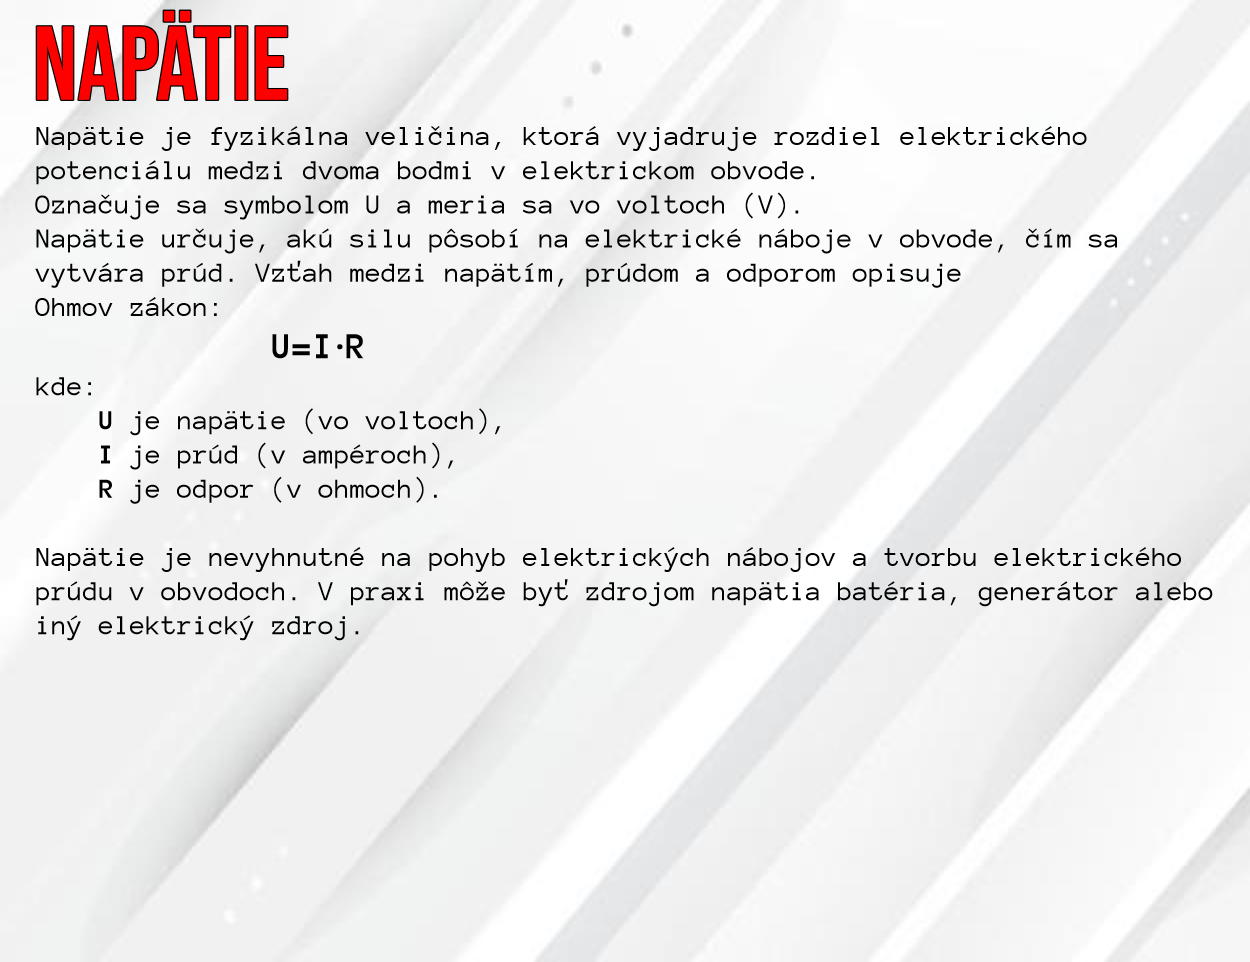 NAPÄTIE
Napätie je fyzikálna veličina, ktorá vyjadruje rozdiel elektrického
potenciálu medzi dvoma bodmi v elektrickom obvode.
Označuje sa symbolom U a meria sa vo voltoch (V).
Napätie určuje, akú silu pôsobí na elektrické náboje v obvode, čím sa
vytvára prúd. Vzťah medzi napätím, prúdom a odporom opisuje
Ohmov zákon:
U=I·R
kde:
U je napätie (vo voltoch),
I je prúd (v ampéroch),
R je odpor (v ohmoch).
Napätie je nevyhnutné na pohyb elektrických nábojov a tvorbu elektrického
prúdu v obvodoch. V praxi môže byť zdrojom napätia batéria, generátor alebo
iný elektrický zdroj.